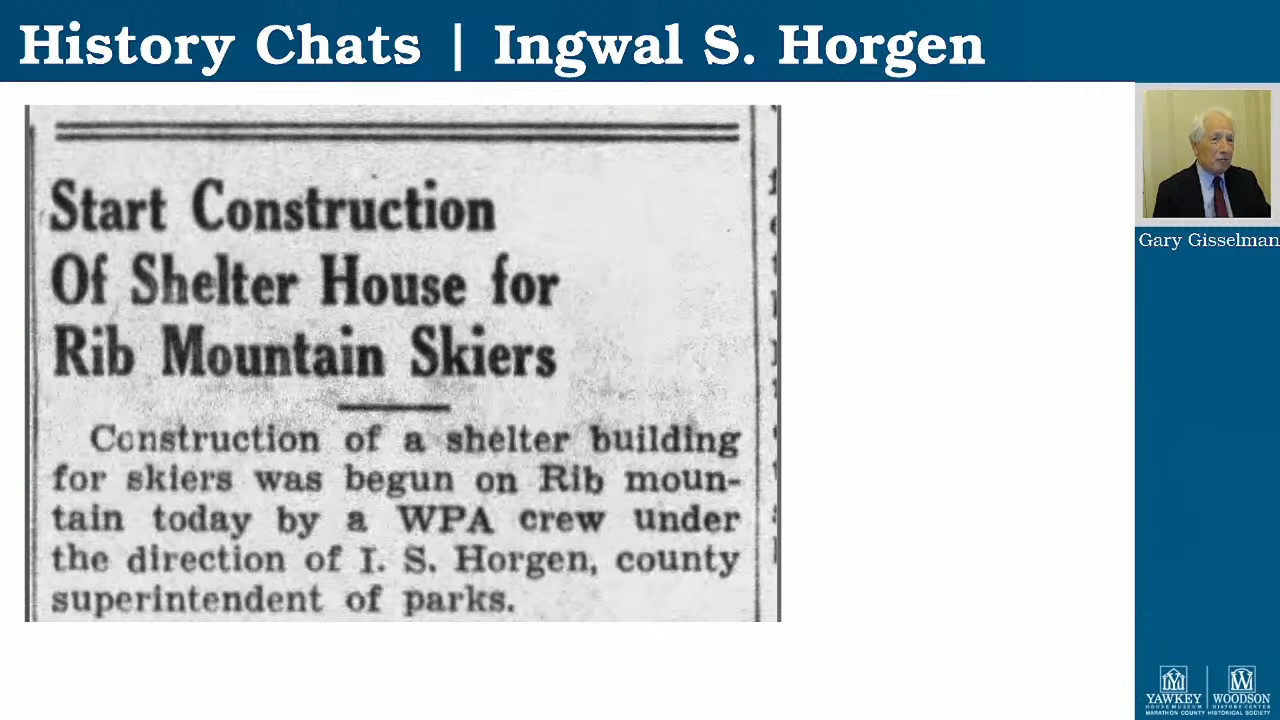 History Chats | Ingwal S. Horgen
Start Construction
Of Shelter House for
Rib Mountain Skiers
Construction of a shelter building
for skiers was begun on Rib moun-
tain today by a WPA crew under
the direction of I. S. Horgen, county
superintendent of parks.
Gary Gisselman
YAWKEY
HOUSE MUSEUM
WOODSON
HISTORY CENTER
MARATHON COUNTY HISTORICAL SOCIETY